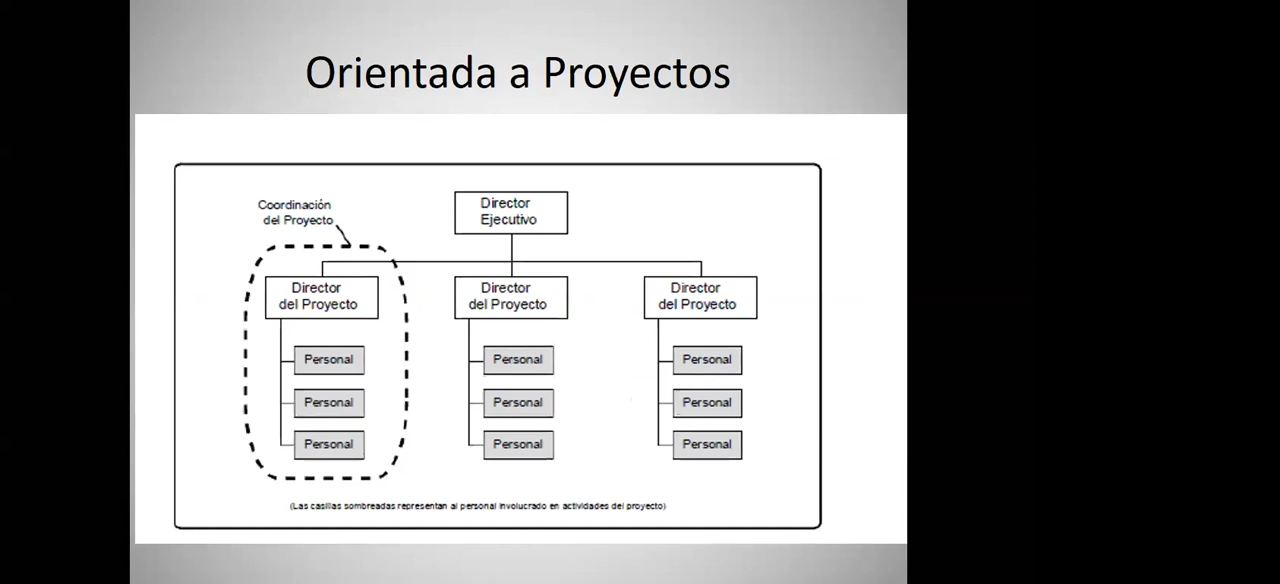 Orientada a Proyectos
Coordinación
del Proyecto
Director
Ejecutivo
Director
del Proyecto
Director
del Proyecto
Director
del Proyecto
Personal
Personal
Personal
Personal
Personal
Personal
Personal
Personal
Personal
(Las casillas sombreadas representan al personal involucrado en actividades del proyecto)